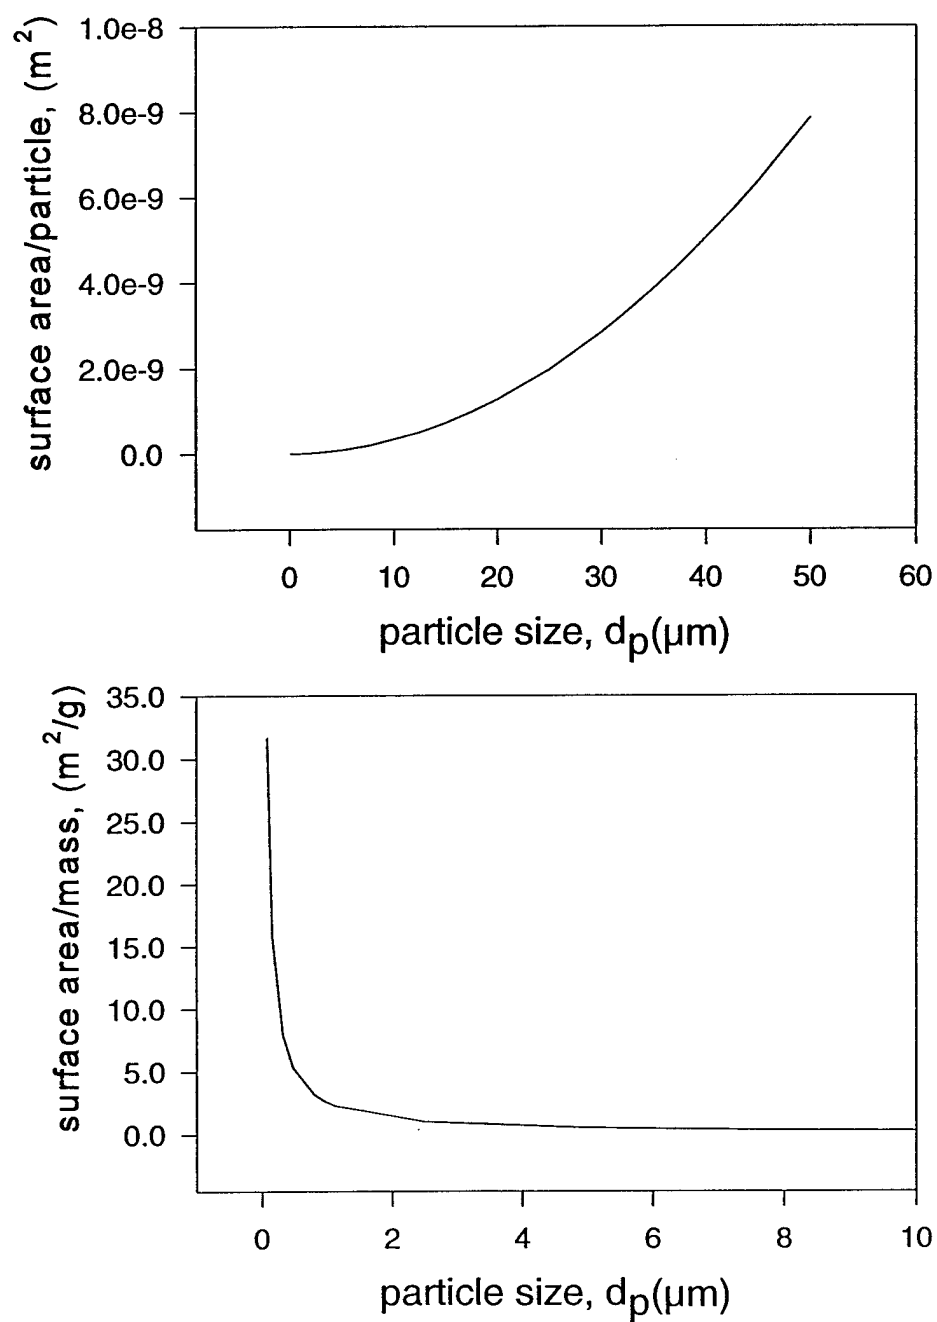 surface area/particle, (m²)
1.0e-8
8.0e-9
6.0e-9
4.0e-9
2.0e-9
0.0
0 10 20 30 40 50 60
particle size, dp(µm)
surface area/mass, (m²/g)
35.0
30.0
25.0
20.0
15.0
10.0
5.0
0.0
0 2 4 6 8 10
particle size, dp(µm)